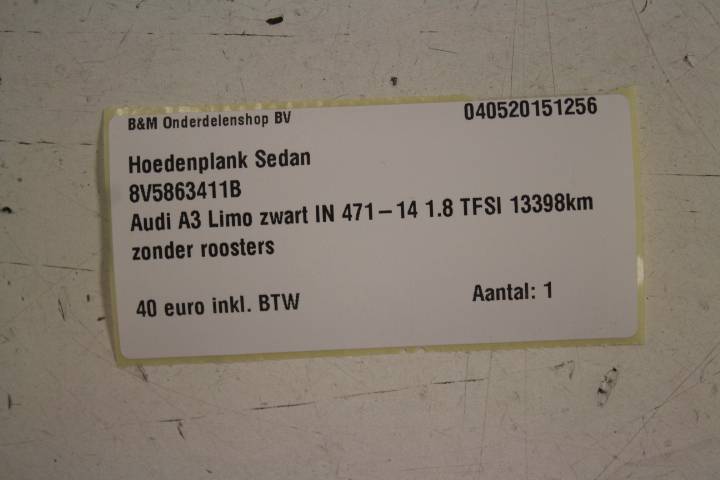 B&M Onderdelenshop BV 040520151256
Hoedenplank Sedan
8V5863411B
Audi A3 Limo zwart IN 471-14 1.8 TFSI 13398km
zonder roosters
40 euro inkl. BTW Aantal: 1